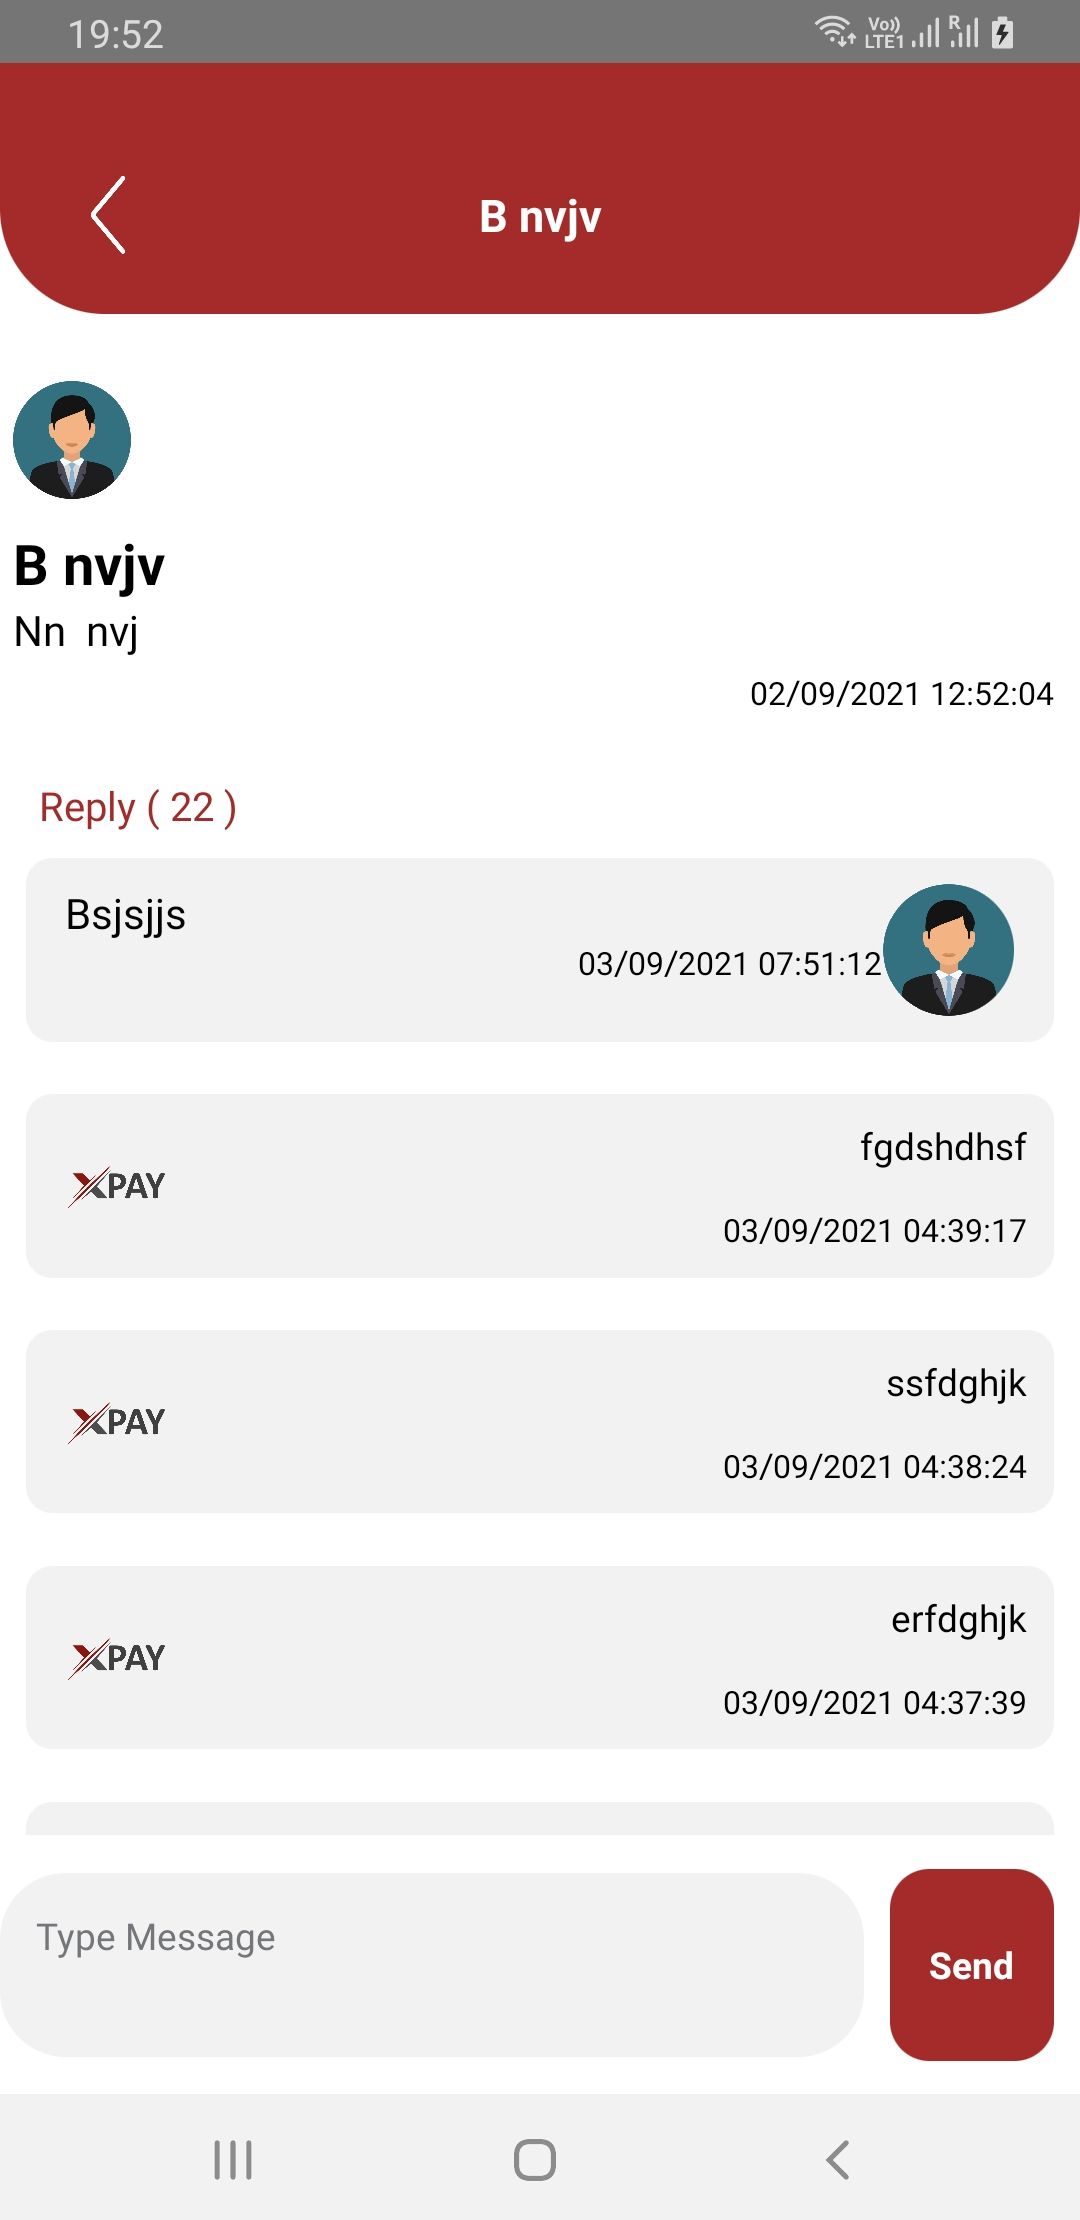 19:52
Vo)) LTE1 R
B nvjv
B nvjv
Nn  nvj
02/09/2021 12:52:04
Reply ( 22 )
Bsjsjjs
03/09/2021 07:51:12
fgdshdhsf
XPAY
03/09/2021 04:39:17
ssfdghjk
XPAY
03/09/2021 04:38:24
erfdghjk
XPAY
03/09/2021 04:37:39
Type Message
Send